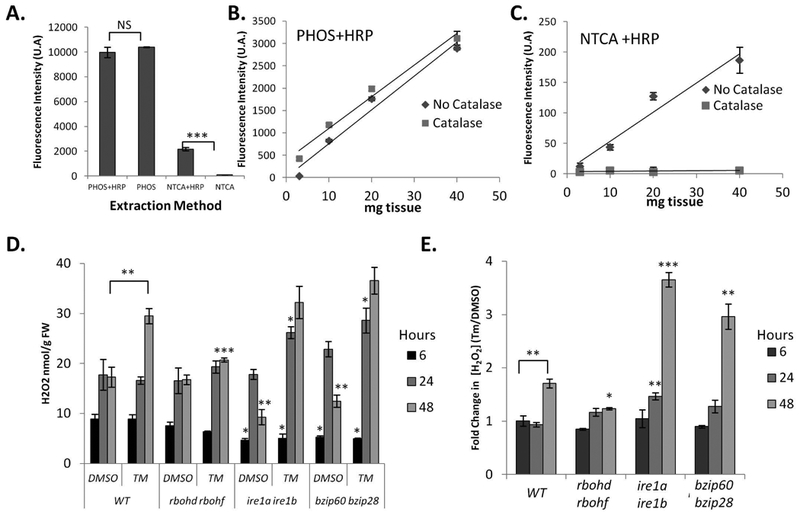 A.
NS
***
Fluorescence Intensity (U.A)
12000
10000
8000
6000
4000
2000
0
PHOS+HRP PHOS NTCA+HRP NTCA
Extraction Method
B.
PHOS+HRP
Fluorescence Intensity (U.A.)
3500
3000
2500
2000
1500
1000
500
0
0 10 20 30 40 50
mg tissue
No Catalase
Catalase
C.
NTCA +HRP
Fluorescence Intensity (U.A.)
250
200
150
100
50
0
0 10 20 30 40 50
mg tissue
No Catalase
Catalase
D.
H2O2 nmol/g FW
40
30
20
10
0
**
***
* ** * *
* ** * *
DMSO TM DMSO TM DMSO TM DMSO TM
WT rbohd rbohf ire1a ire1b bzip60 bzip28
Hours
6
24
48
E.
Fold Change in [H2O2] (Tm/DMSO)
4
3
2
1
0
**
*
**
***
**
WT rbohd ire1a bzip60
rbohf ire1b bzip28
Hours
6
24
48